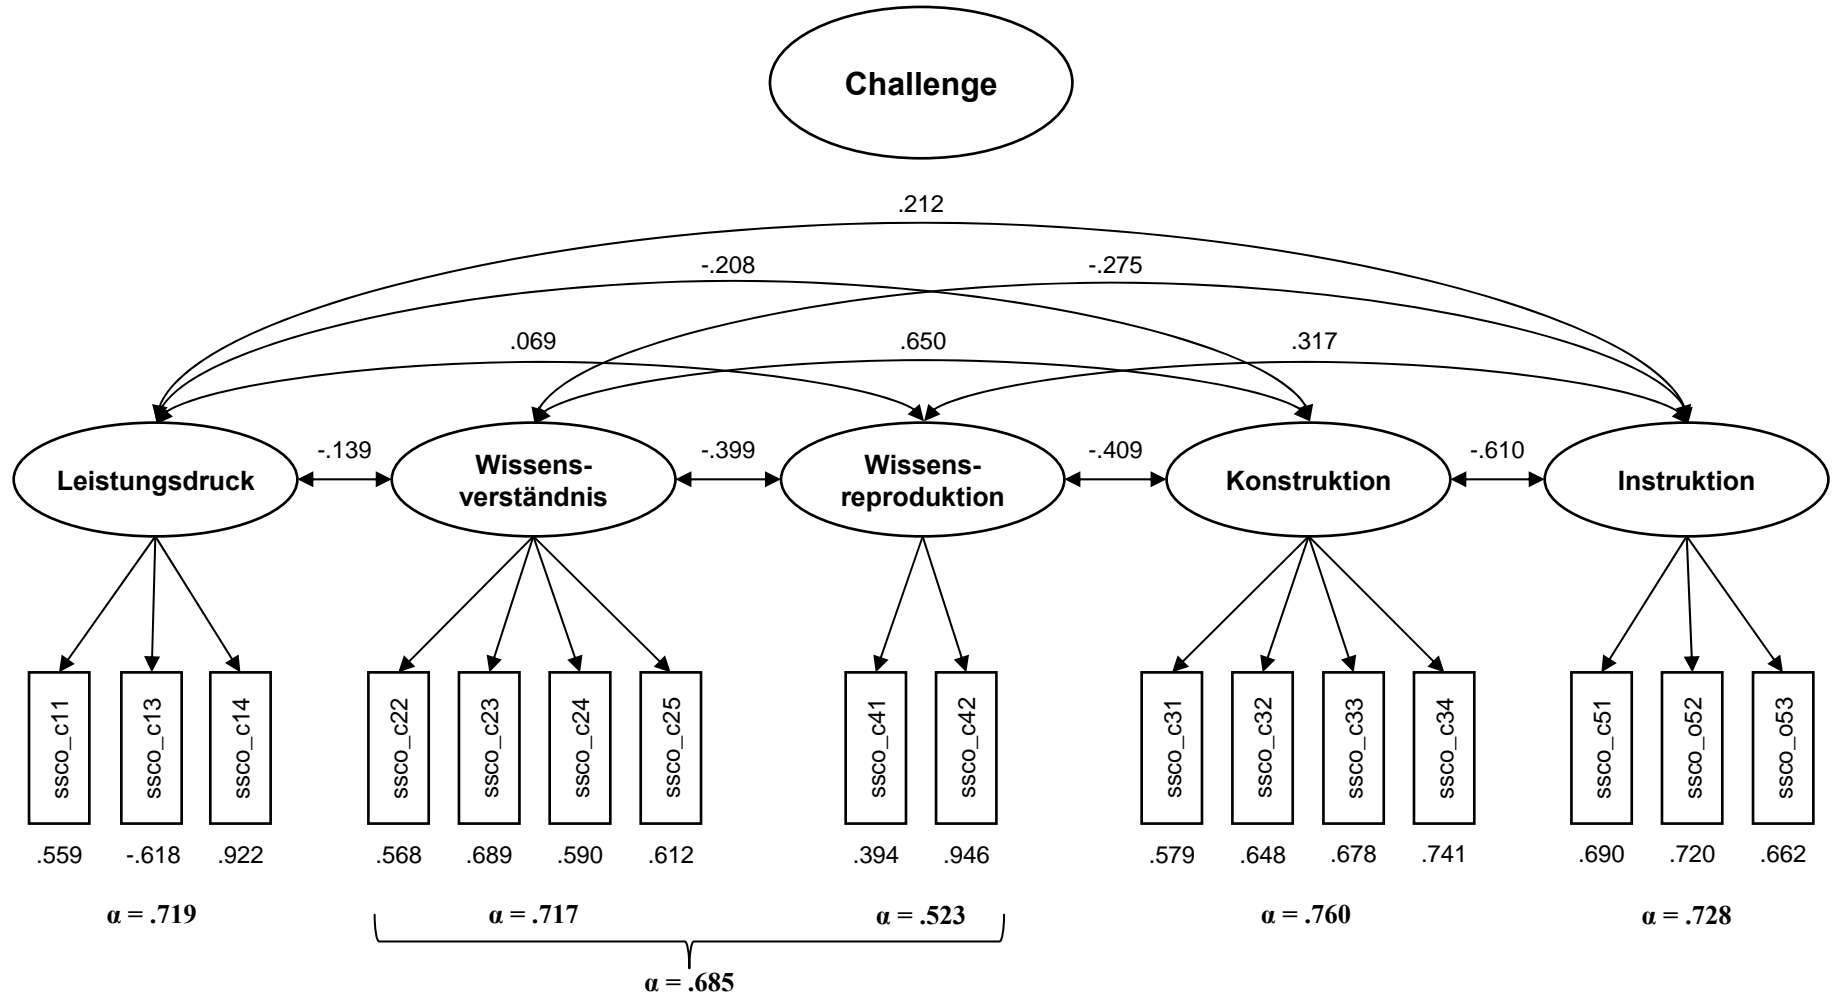 Challenge
.212
-.208
-.275
.069
.650
.317
Leistungsdruck
-.139
Wissens-
verständnis
-.399
Wissens-
reproduktion
-.409
Konstruktion
-.610
Instruktion
ssco_c11
ssco_c13
ssco_c14
ssco_c22
ssco_c23
ssco_c24
ssco_c25
ssco_c41
ssco_c42
ssco_c31
ssco_c32
ssco_c33
ssco_c34
ssco_c51
ssco_o52
ssco_o53
.559
-.618
.922
.568
.689
.590
.612
.394
.946
.579
.648
.678
.741
.690
.720
.662
α = .719
α = .717
α = .523
α = .760
α = .728
α = .685